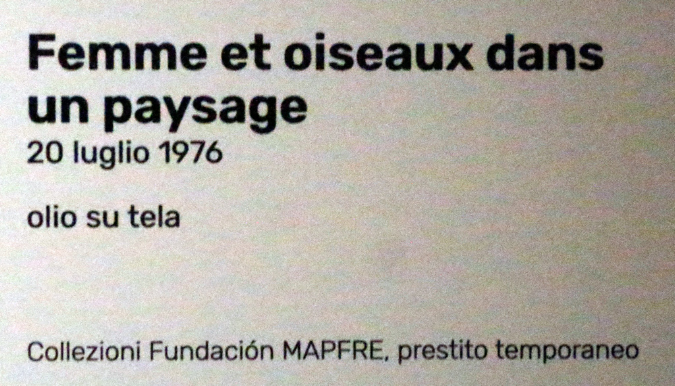 Femme et oiseaux dans
un paysage
20 luglio 1976
olio su tela
Collezioni Fundación MAPFRE, prestito temporaneo